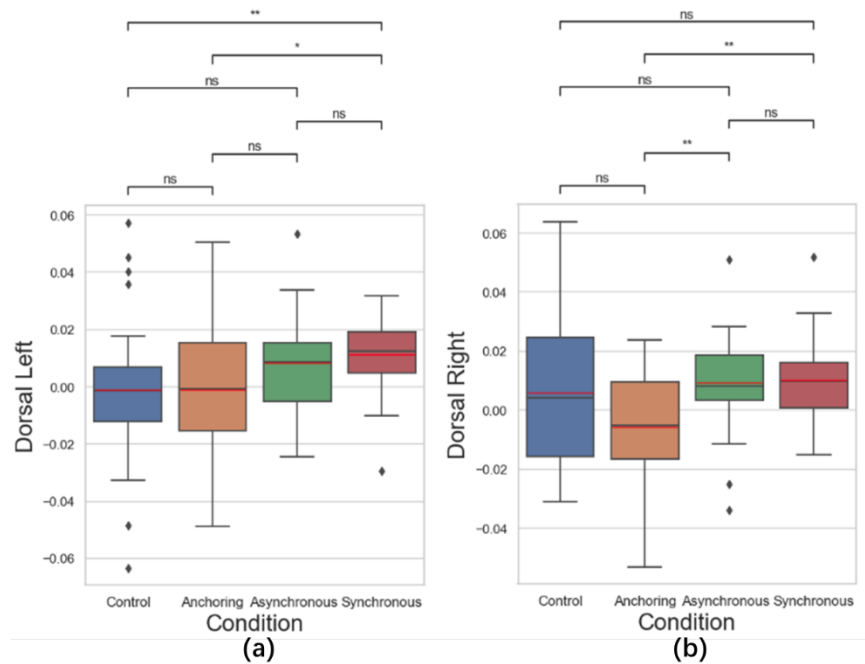 **
*
ns
ns
ns
ns
0.06
0.04
0.02
0.00
−0.02
−0.04
−0.06
Dorsal Left
Control Anchoring Asynchronous Synchronous
Condition
(a)
ns
**
ns
ns
**
ns
0.06
0.04
0.02
0.00
−0.02
−0.04
Dorsal Right
Control Anchoring Asynchronous Synchronous
Condition
(b)